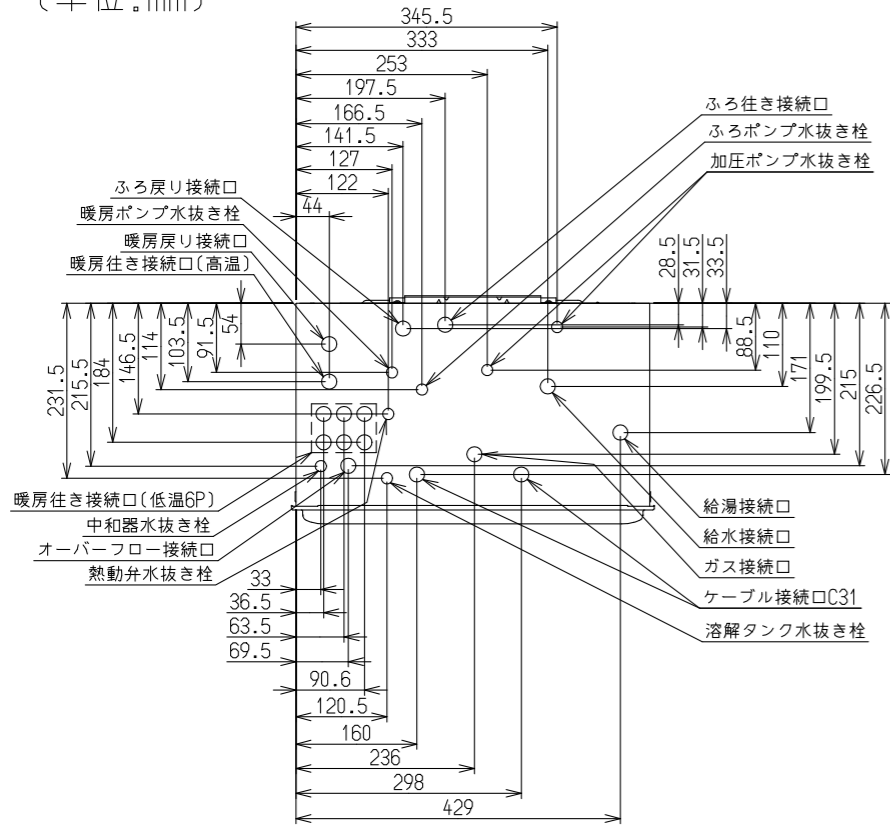 (単位:mm)
345.5
333
253
197.5
166.5
141.5
127
122
44
ふろ戻り接続口
暖房ポンプ水抜き栓
暖房戻り接続口
暖房往き接続口(高温)
ふろ往き接続口
ふろポンプ水抜き栓
加圧ポンプ水抜き栓
28.5
31.5
33.5
54
91.5
103.5
114
146.5
184
215.5
231.5
88.5
110
171
199.5
215
226.5
暖房往き接続口(低温6P)
中和器水抜き栓
オーバーフロー接続口
熱動弁水抜き栓
給湯接続口
給水接続口
ガス接続口
ケーブル接続口C31
溶解タンク水抜き栓
33
36.5
63.5
69.5
90.6
120.5
160
236
298
429